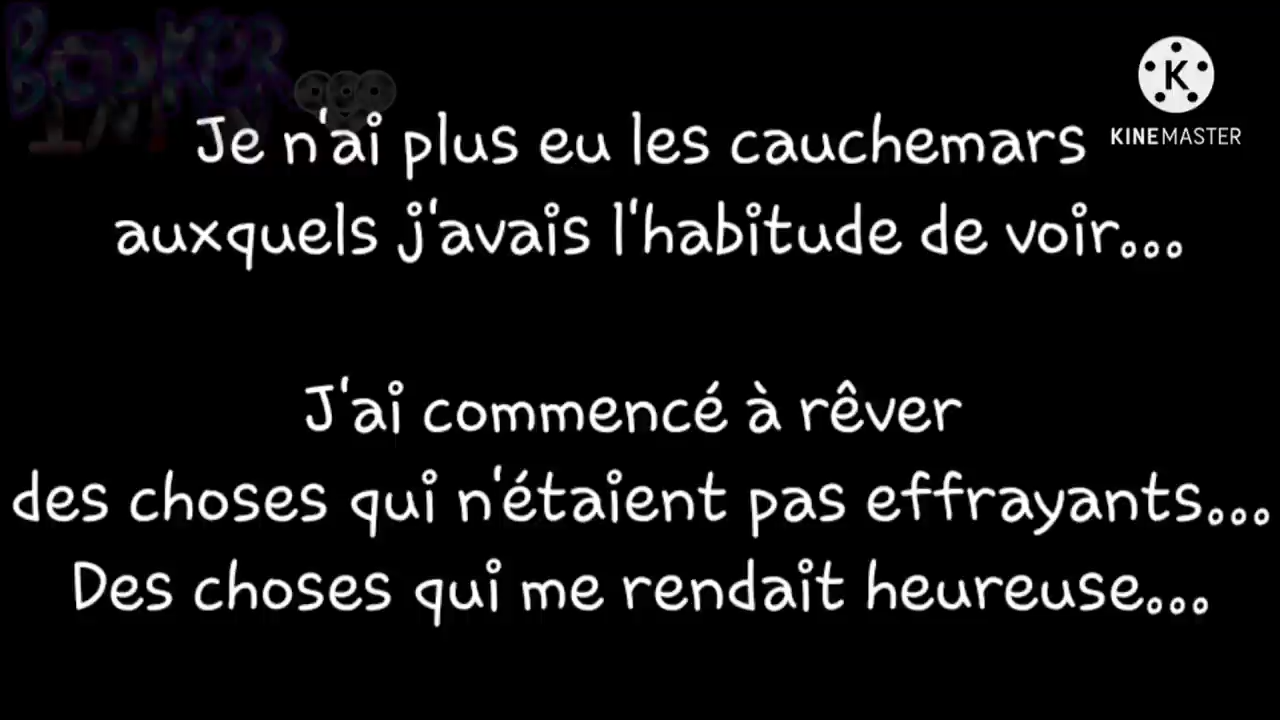 BOOKER
KINEMASTER
Je n'ai plus eu les cauchemars
auxquels j'avais l'habitude de voir...
J'ai commencé à rêver
des choses qui n'étaient pas effrayants...
Des choses qui me rendait heureuse...